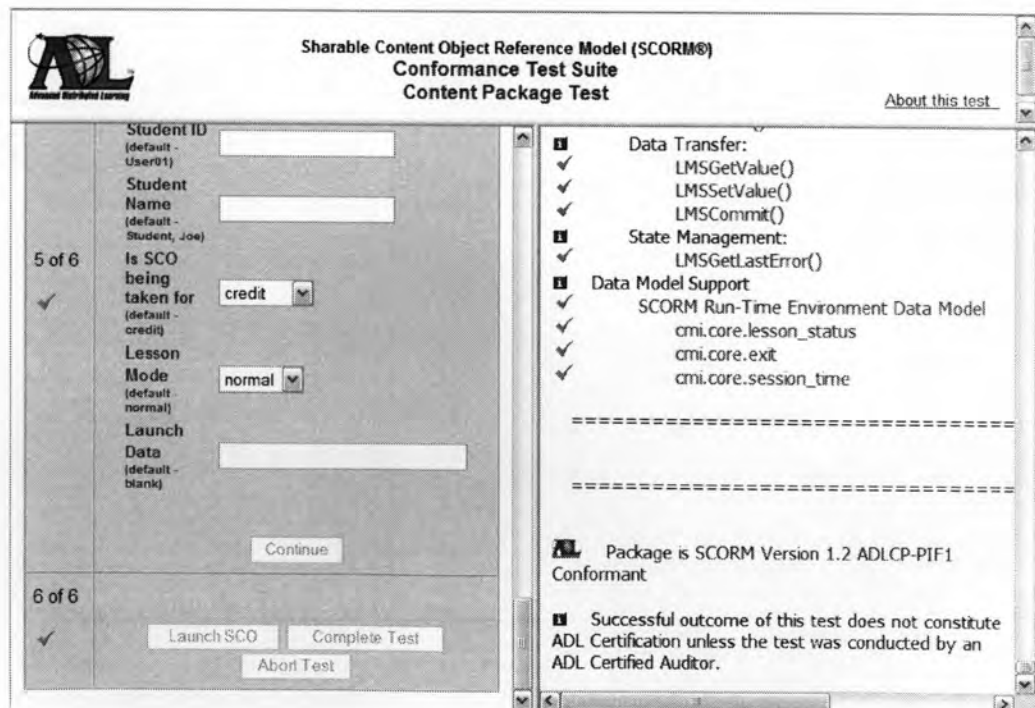 ADL
Advanced Distributed Learning
Sharable Content Object Reference Model (SCORM®)
Conformance Test Suite
Content Package Test
About this test
Student ID
(default -
User01)
Student
Name
(default -
Student, Joe)
5 of 6
Is SCO
being
taken for
(default -
credit)
credit
Lesson
Mode
(default -
normal)
normal
Launch
Data
(default -
blank)
Continue
6 of 6
Launch SCO
Complete Test
Abort Test
Data Transfer:
LMSGetValue()
LMSSetValue()
LMSCommit()
State Management:
LMSGetLastError()
Data Model Support
SCORM Run-Time Environment Data Model
cmi.core.lesson_status
cmi.core.exit
cmi.core.session_time
==============================
==============================
ADL Package is SCORM Version 1.2 ADLCP-PIF1
Conformant
Successful outcome of this test does not constitute
ADL Certification unless the test was conducted by an
ADL Certified Auditor.